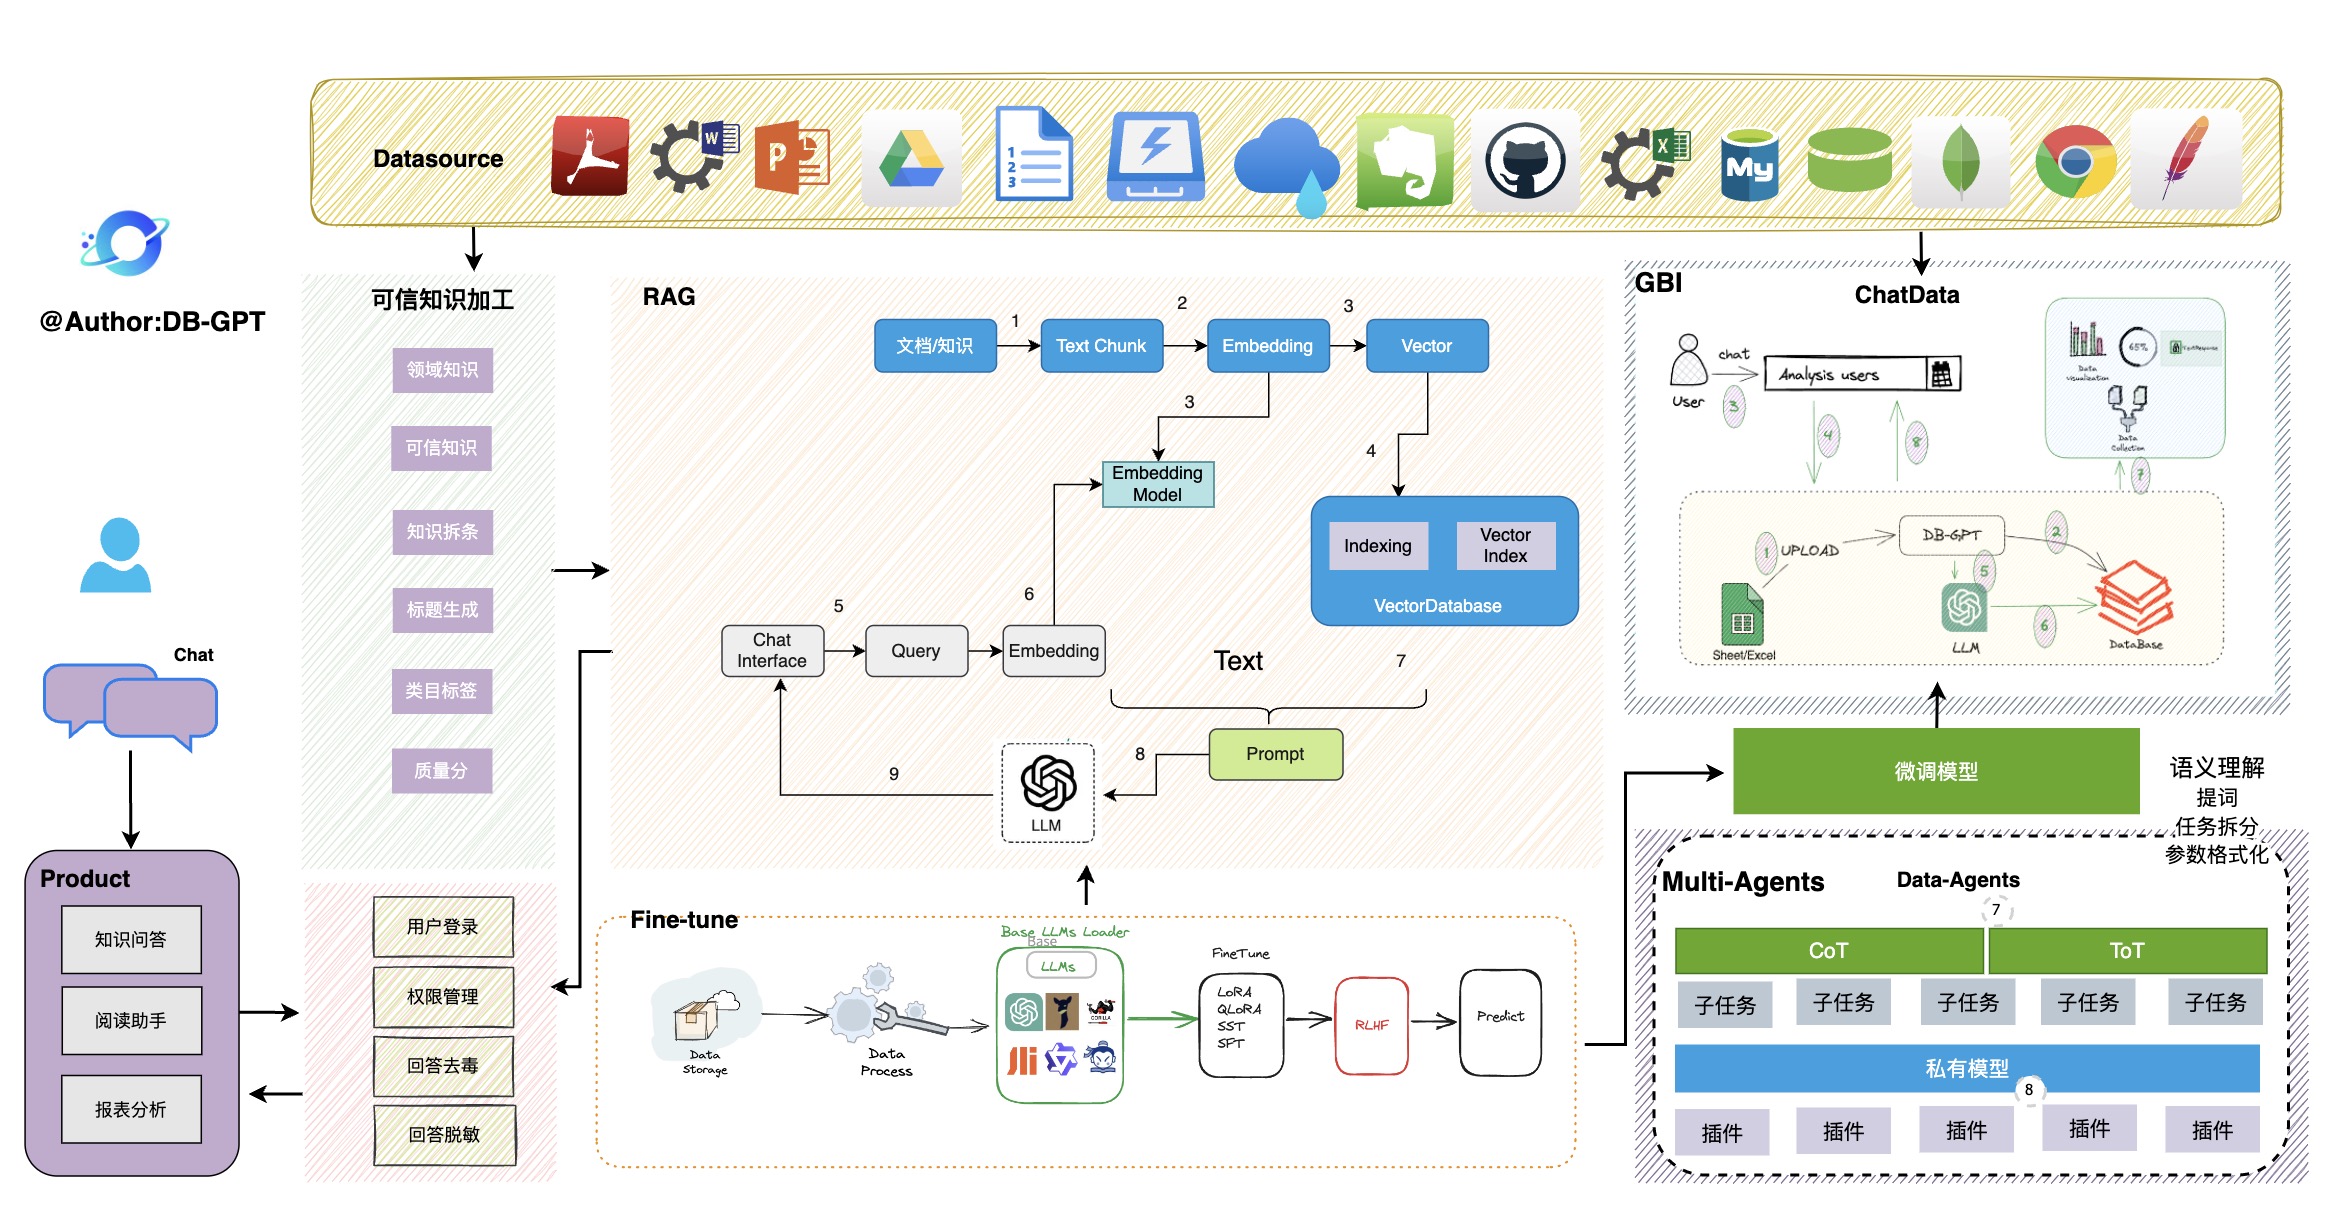 Datasource
W
P
1
2
3
X
My
@Author:DB-GPT
Chat
Product
知识问答
阅读助手
报表分析
可信知识加工
领域知识
可信知识
知识拆条
标题生成
类目标签
质量分
用户登录
权限管理
回答去毒
回答脱敏
RAG
文档/知识
1
Text Chunk
2
Embedding
3
Vector
3
4
Embedding
Model
Indexing
Vector
Index
VectorDatabase
Chat
Interface
5
Query
6
Embedding
Text
7
Prompt
8
LLM
9
GBI
ChatData
User
chat
3
Analysis users
4
8
Data
visualization
65%
Data
Collection
7
1
UPLOAD
DB-GPT
2
5
Sheet/Excel
LLM
6
DataBase
微调模型
语义理解
提词
任务拆分
参数格式化
Fine-tune
Data
Storage
Data
Process
Base LLMs Loader
Base
LLMs
GORILLA
FineTune
LoRA
QLoRA
SST
SFT
RLHF
Predict
Multi-Agents
Data-Agents
7
CoT
ToT
子任务
子任务
子任务
子任务
子任务
私有模型
8
插件
插件
插件
插件
插件